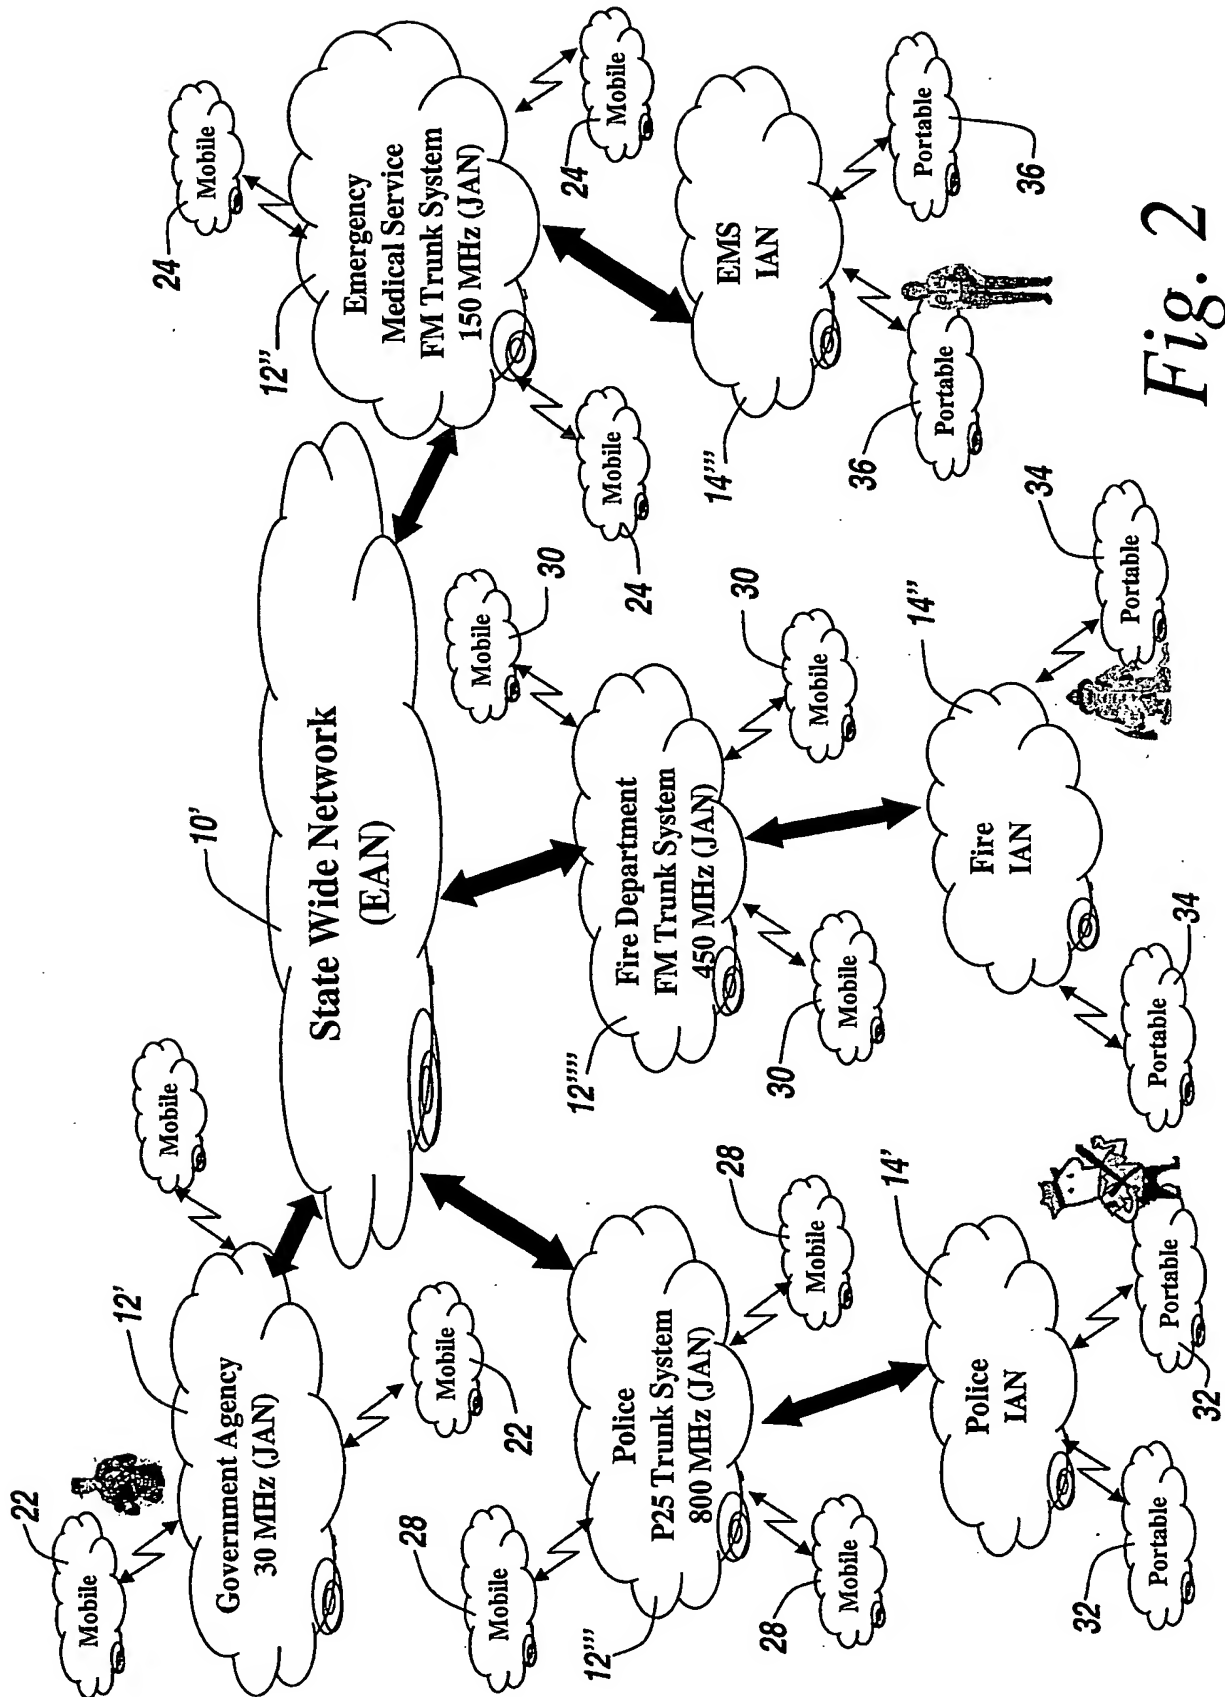 22
Mobile
12'
Government Agency
30 MHz (JAN)
Mobile
Mobile
22
10'
State Wide Network
(EAN)
12''
Emergency
Medical Service
FM Trunk System
150 MHz (JAN)
24
Mobile
24
Mobile
Mobile
24
28
Mobile
12'''
Police
P25 Trunk System
800 MHz (JAN)
28
Mobile
28
Mobile
12''''
Fire Department
FM Trunk System
450 MHz (JAN)
Mobile
30
30
Mobile
30
Mobile
14'''
EMS
IAN
36
Portable
Portable
36
14'
Police
IAN
32
Portable
Portable
32
14''
Fire
IAN
Portable
34
34
Portable
Fig. 2